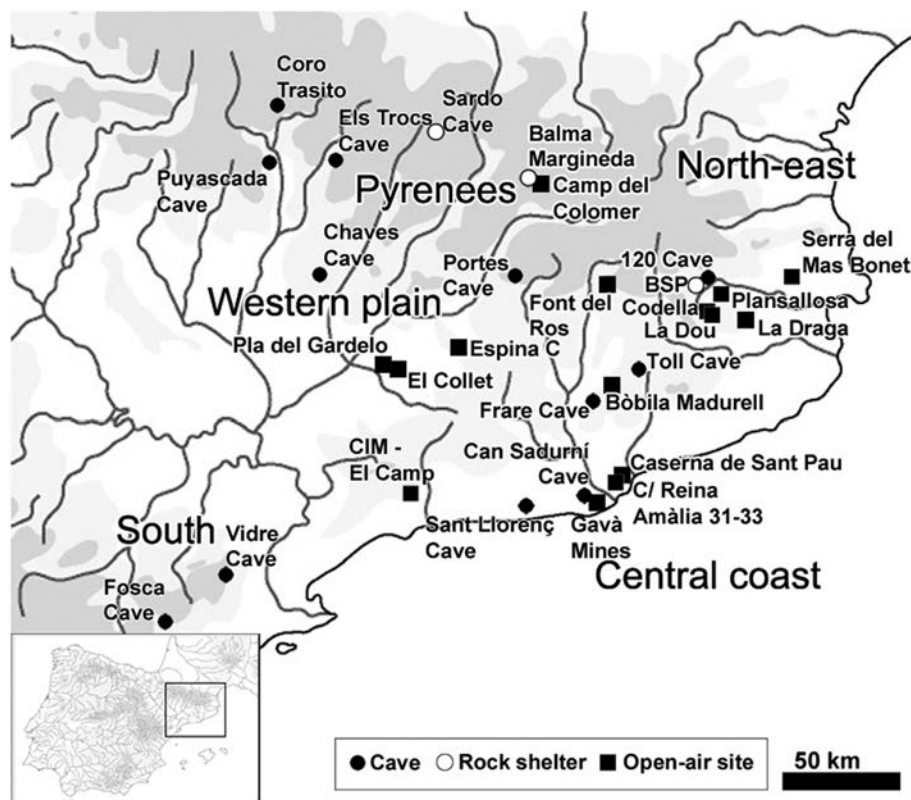 Coro
Trasito
Els Trocs
Cave
Sardo
Cave
Balma
Margineda
North-east
Puyascada
Cave
Pyrenees
Camp del
Colomer
Chaves
Cave
Portes
Cave
120 Cave
BSP
Serra del
Mas Bonet
Western plain
Font del
Ros
Codella
Plansallosa
La Dou
La Draga
Pla del Gardelo
Espina C
El Collet
Toll Cave
Frare Cave
Bòbila Madurell
CIM -
El Camp
Can Sadurní
Cave
Caserna de Sant Pau
C/ Reina
Amàlia 31-33
South
Vidre
Cave
Sant Llorenç
Cave
Gavà
Mines
Central coast
Fosca
Cave
Cave
Rock shelter
Open-air site
50 km